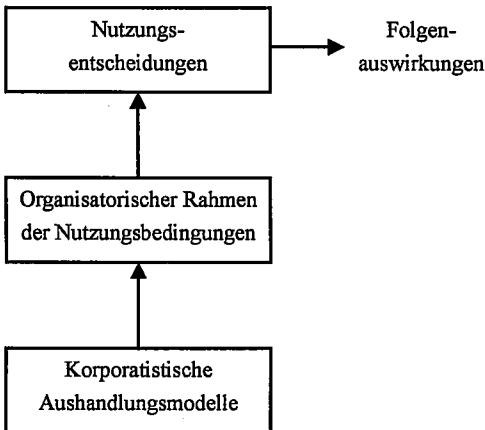 Nutzungs-
entscheidungen
Folgen-
auswirkungen
Organisatorischer Rahmen
der Nutzungsbedingungen
Korporatistische
Aushandlungsmodelle